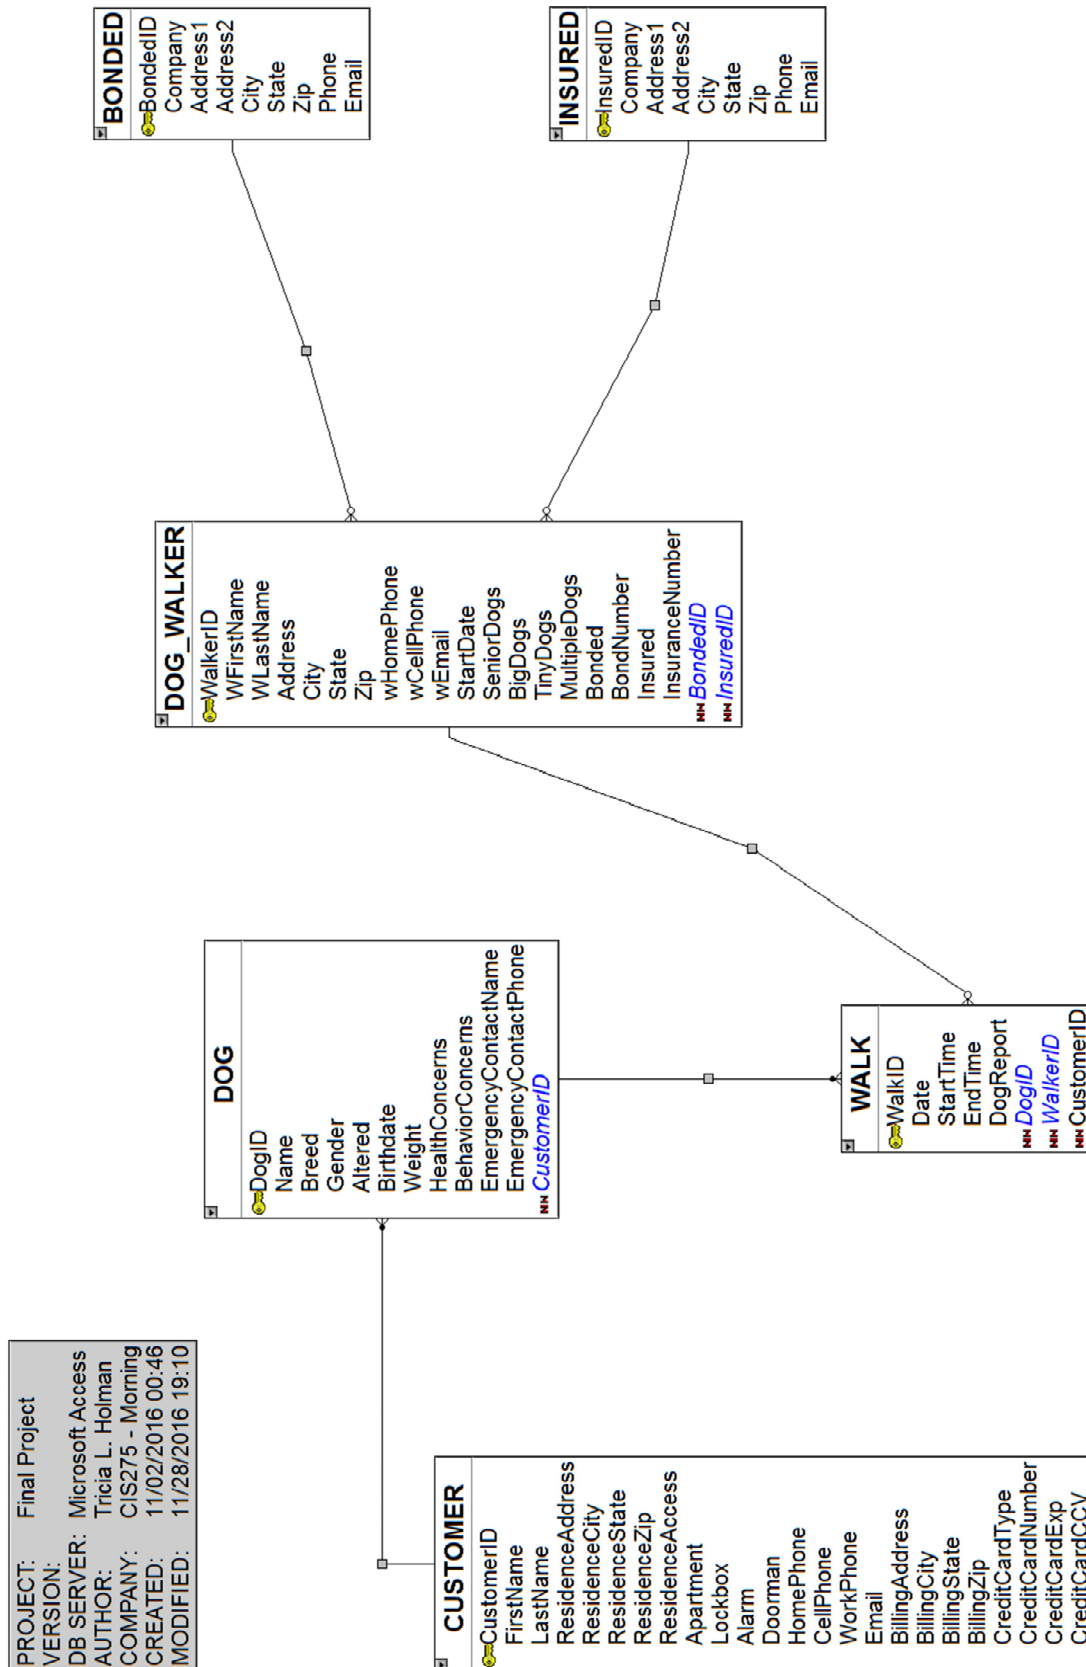 PROJECT: Final Project
VERSION:
DB SERVER: Microsoft Access
AUTHOR: Tricia L. Holman
COMPANY: CIS275 - Morning
CREATED: 11/02/2016 00:46
MODIFIED: 11/28/2016 19:10
CUSTOMER
CustomerID
FirstName
LastName
ResidenceAddress
ResidenceCity
ResidenceState
ResidenceZip
ResidenceAccess
Apartment
Lockbox
Alarm
Doorman
HomePhone
CellPhone
WorkPhone
Email
BillingAddress
BillingCity
BillingState
BillingZip
CreditCardType
CreditCardNumber
CreditCardExp
CreditCardCCV
DOG
DogID
Name
Breed
Gender
Altered
Birthdate
Weight
HealthConcerns
BehaviorConcerns
EmergencyContactName
EmergencyContactPhone
NN CustomerID
WALK
WalkID
Date
StartTime
EndTime
DogReport
NN DogID
NN WalkerID
NN CustomerID
DOG_WALKER
WalkerID
WFirstName
WLastName
Address
City
State
Zip
wHomePhone
wCellPhone
wEmail
StartDate
SeniorDogs
BigDogs
TinyDogs
MultipleDogs
Bonded
BondNumber
Insured
InsuranceNumber
NN BondedID
NN InsuredID
BONDED
BondedID
Company
Address1
Address2
City
State
Zip
Phone
Email
INSURED
InsuredID
Company
Address1
Address2
City
State
Zip
Phone
Email